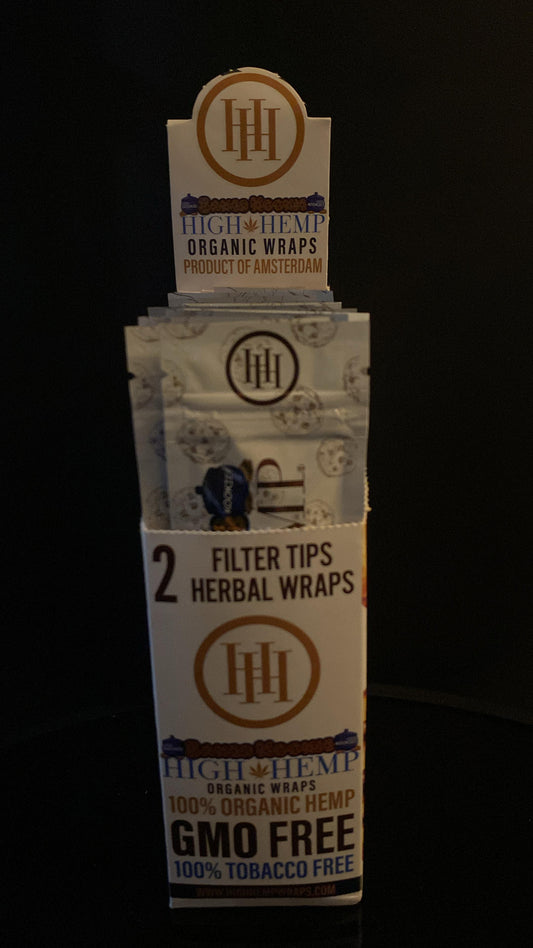 HH
HIGH HEMP
ORGANIC WRAPS
PRODUCT OF AMSTERDAM
HH
2 FILTER TIPS
HERBAL WRAPS
HH
HIGH HEMP
ORGANIC WRAPS
100% ORGANIC HEMP
GMO FREE
100% TOBACCO FREE
WWW.HIGHHEMPWRAPS.COM